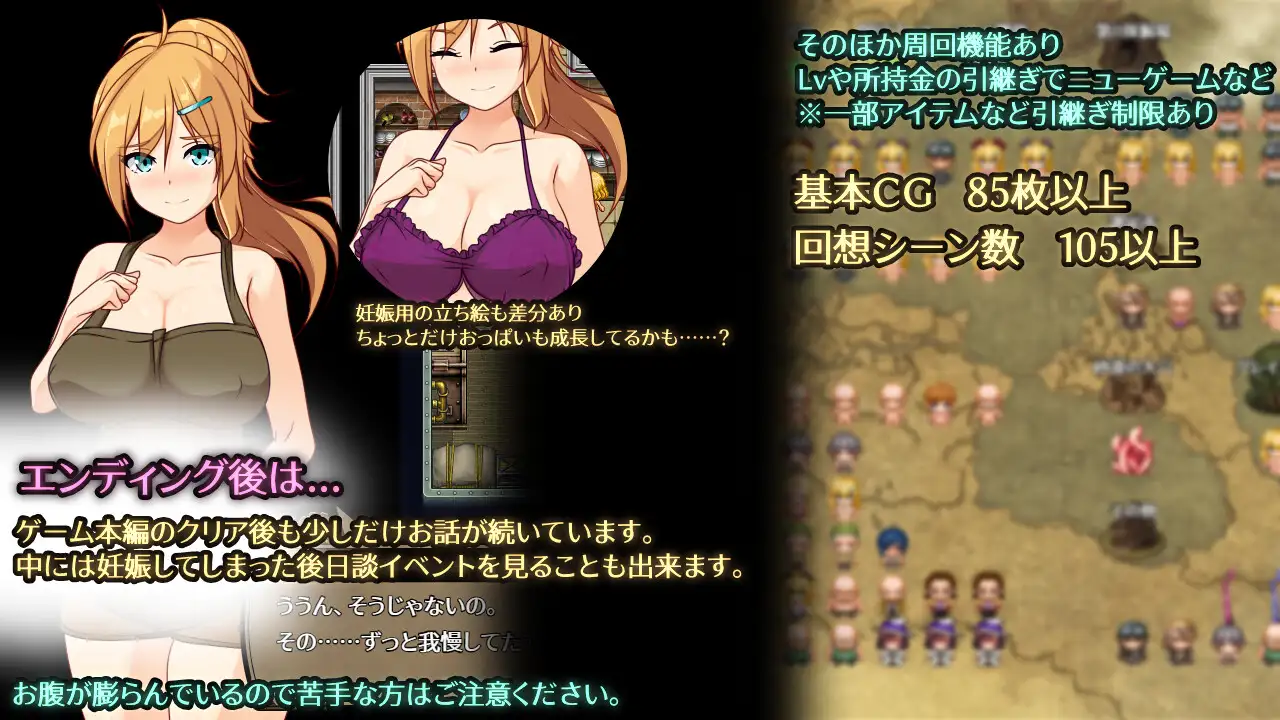 妊娠用の立ち絵も差分あり
ちょっとだけおっぱいも成長してるかも……？
エンディング後は…
ゲーム本編のクリア後も少しだけお話が続いています。
中には妊娠してしまった後日談イベントを見ることも出来ます。
ううん、そうじゃないの。
その……ずっと我慢してた
お腹が膨らんでいるので苦手な方はご注意ください。
そのほか周回機能あり
Lvや所持金の引継ぎでニューゲームなど
※一部アイテムなど引継ぎ制限あり
基本CG　85枚以上
回想シーン数　105以上